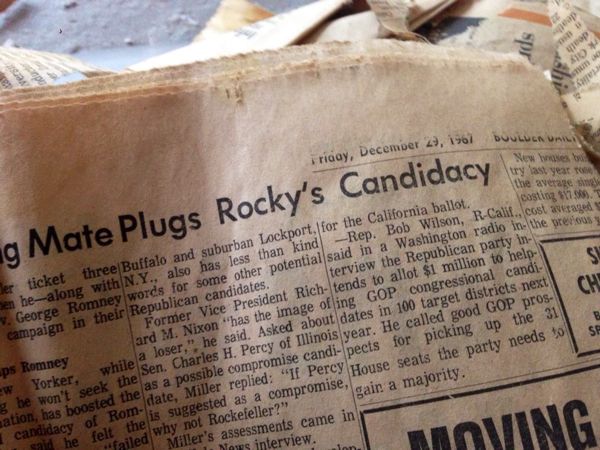 Friday, December 29, 1967 BOULDER
g Mate Plugs Rocky's Candidacy
ticket three
he—along with
George Romney
campaign in their
Romney
Yorker, while
he won't seek the
has boosted the
candidacy of Rom-
said he felt the
"failed
Buffalo and suburban Lockport,
N.Y., also has less than kind
words for some other potential
Republican candidates.
Former Vice President Rich-
ard M. Nixon "has the image of
a loser," he said. Asked about
Sen. Charles H. Percy of Illinois
as a possible compromise candi-
date, Miller replied: "If Percy
is suggested as a compromise,
why not Rockefeller?"
Miller's assessments came in
News interview.
for the California ballot.
—Rep. Bob Wilson, R-Calif.,
said in a Washington radio in-
terview the Republican party in-
tends to allot $1 million to help-
ing GOP congressional candi-
dates in 100 target districts next
year. He called good GOP pros-
pects for picking up the 31
House seats the party needs to
gain a majority.
New houses
try last year
the average
costing $17,000.
cost averaged
the previous
MOVING